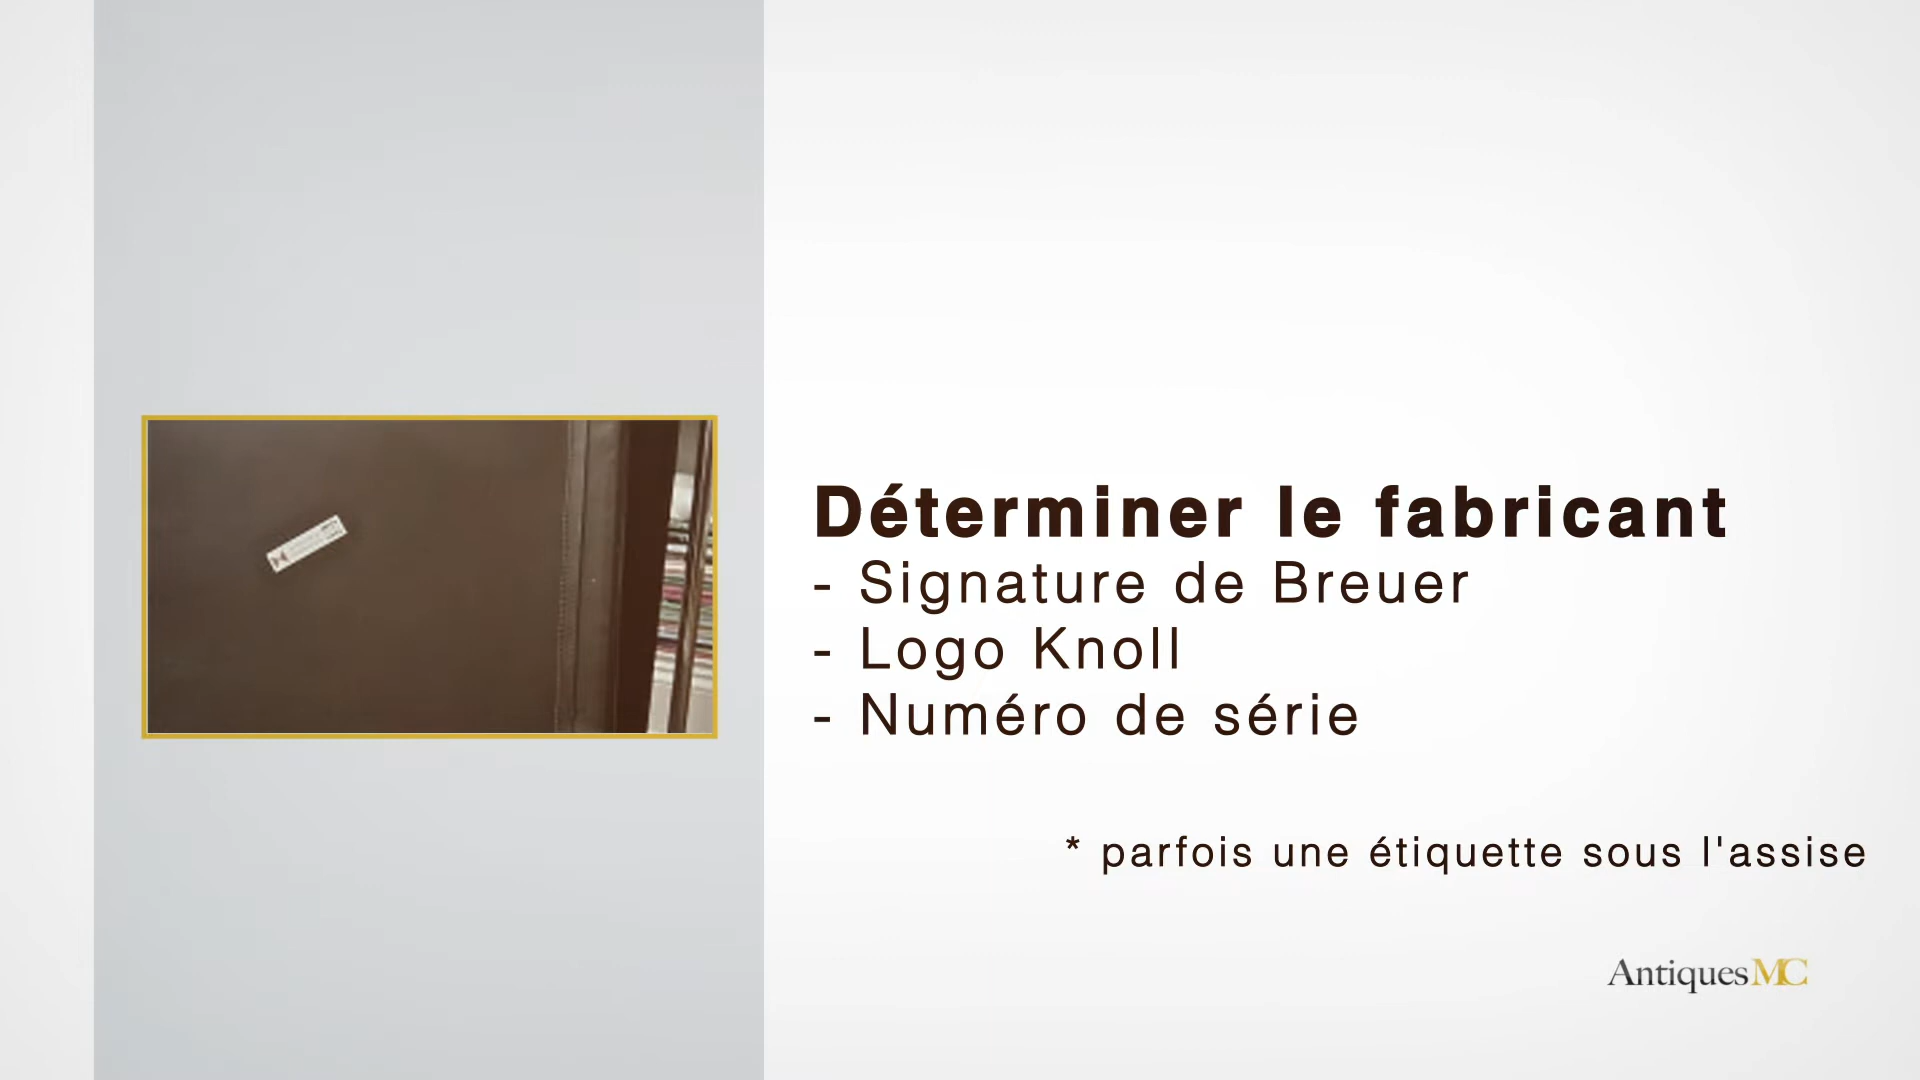 Déterminer le fabricant
- Signature de Breuer
- Logo Knoll
- Numéro de série
* parfois une étiquette sous l'assise
AntiquesMC